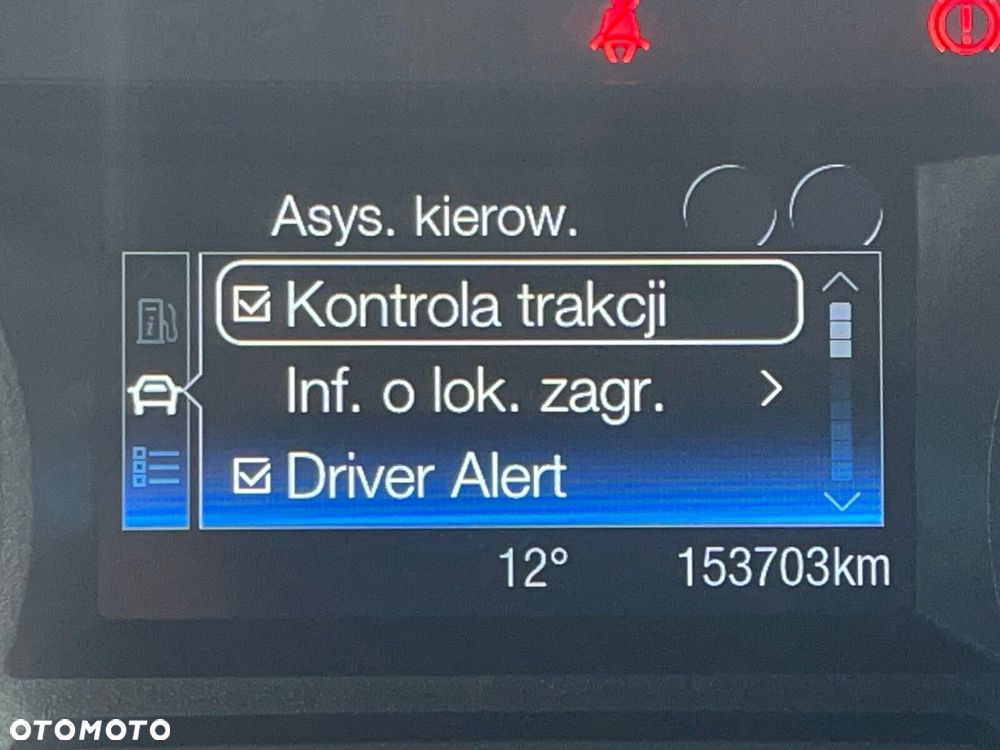 Asys. kierow.
Kontrola trakcji
Inf. o lok. zagr.
Driver Alert
12° 153703km
OTOMOTO